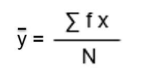 ȳ = Σ f x / N